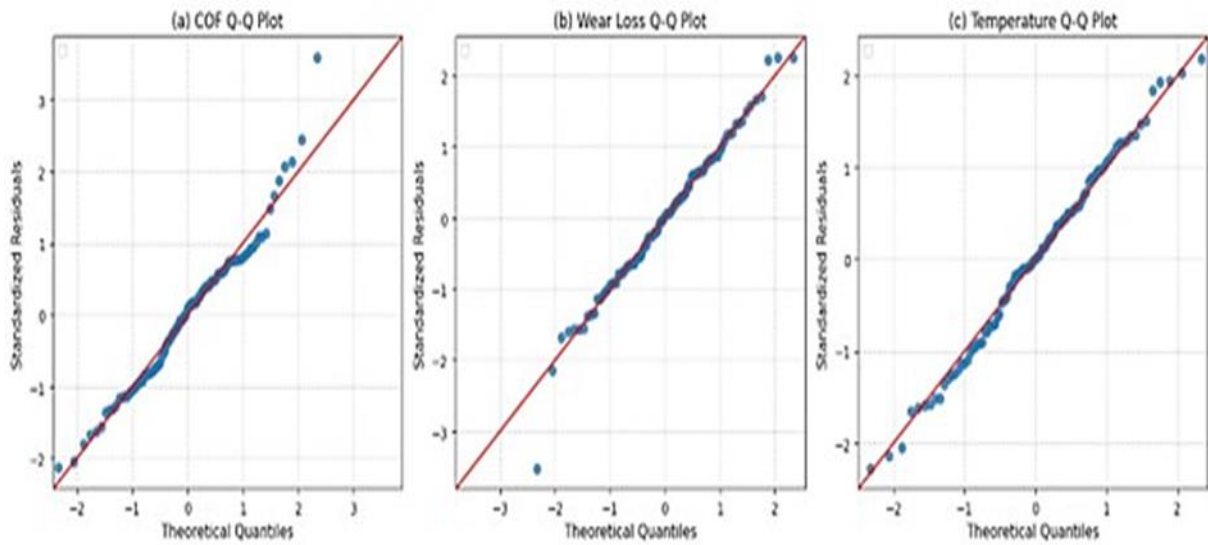 (a) COF Q-Q Plot
(b) Wear Loss Q-Q Plot
(c) Temperature Q-Q Plot
Standardized Residuals
3
2
1
0
−1
−2
−2 −1 0 1 2 3
Theoretical Quantiles
Standardized Residuals
2
1
0
−1
−2
−3
−3 −2 −1 0 1 2
Theoretical Quantiles
Standardized Residuals
2
1
0
−1
−2
−2 −1 0 1 2
Theoretical Quantiles